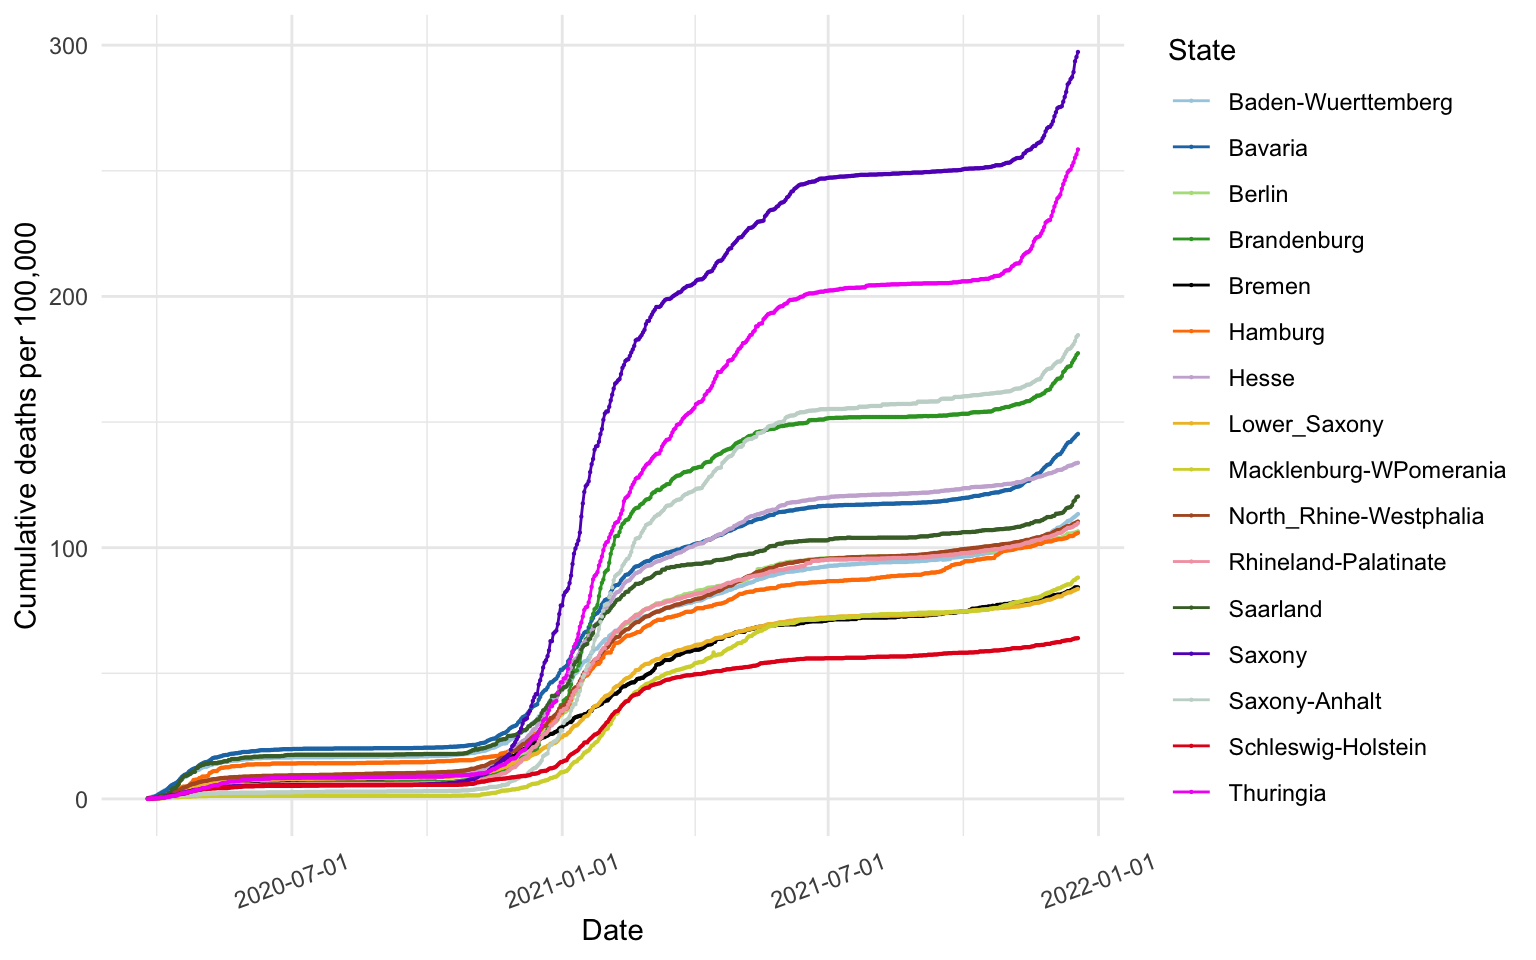 Cumulative deaths per 100,000
300
200
100
0
2020-07-01
2021-01-01
2021-07-01
2022-01-01
Date
State
Baden-Wuerttemberg
Bavaria
Berlin
Brandenburg
Bremen
Hamburg
Hesse
Lower_Saxony
Macklenburg-WPomerania
North_Rhine-Westphalia
Rhineland-Palatinate
Saarland
Saxony
Saxony-Anhalt
Schleswig-Holstein
Thuringia